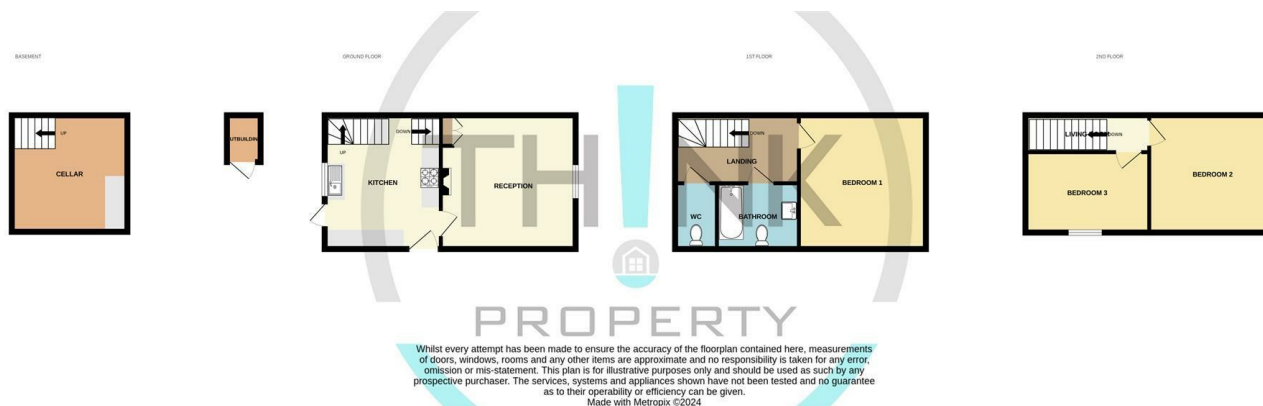 BASEMENT
GROUND FLOOR
1ST FLOOR
2ND FLOOR
UP
CELLAR
UTBUILDIN
UP
DOWN
KITCHEN
RECEPTION
DOWN
LANDING
BEDROOM 1
WC
BATHROOM
DOWN
BEDROOM 3
BEDROOM 2
TH!NK
PROPERTY
Whilst every attempt has been made to ensure the accuracy of the floorplan contained here, measurements
of doors, windows, rooms and any other items are approximate and no responsibility is taken for any error,
omission or mis-statement. This plan is for illustrative purposes only and should be used as such by any
prospective purchaser. The services, systems and appliances shown have not been tested and no guarantee
as to their operability or efficiency can be given.
Made with Metropix ©2024